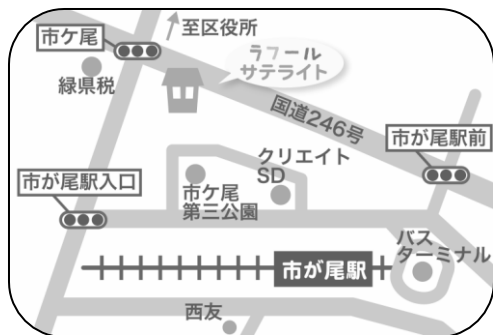 至区役所
市ケ尾
ラフール
サテライト
緑県税
国道246号
市が尾駅前
クリエイト
SD
市が尾駅入口
市ケ尾
第三公園
バス
ターミナル
市が尾駅
西友